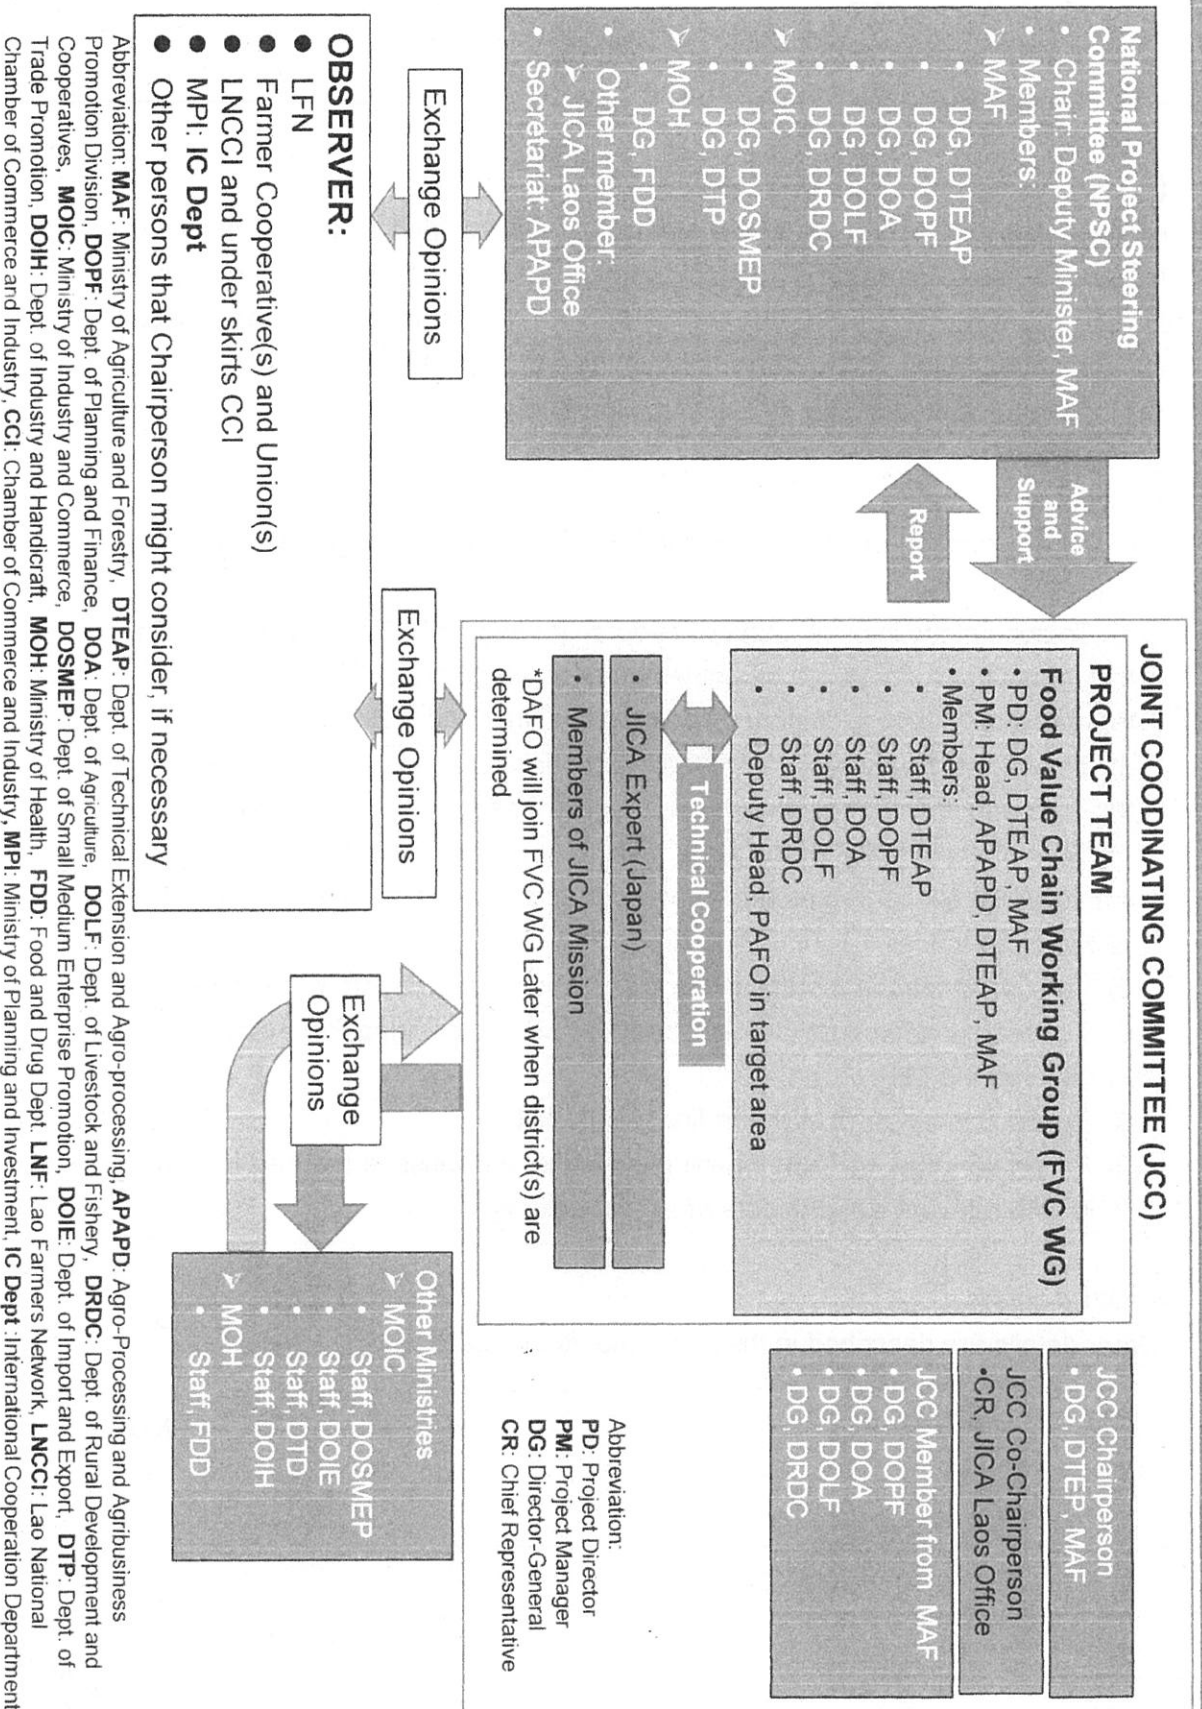 National Project Steering
Committee (NPSC)
• Chair: Deputy Minister, MAF
• Members:
➤ MAF
• DG, DTEAP
• DG, DOPF
• DG, DOA
• DG, DOLF
• DG, DRDC
➤ MOIC
• DG, DOSMEP
• DG, DTP
➤ MOH
• DG, FDD
• Other member:
➤ JICA Laos Office
• Secretariat: APAPD
Advice
and
Support
Report
JOINT COODINATING COMMITTEE (JCC)
PROJECT TEAM
Food Value Chain Working Group (FVC WG)
• PD: DG, DTEAP, MAF
• PM: Head, APAPD, DTEAP, MAF
• Members:
• Staff, DTEAP
• Staff, DOPF
• Staff, DOA
• Staff, DOLF
• Staff, DRDC
• Deputy Head, PAFO in target area
Technical Cooperation
• JICA Expert (Japan)
• Members of JICA Mission
*DAFO will join FVC WG Later when district(s) are
determined
JCC Chairperson
• DG, DTEP, MAF
JCC Co-Chairperson
•CR, JICA Laos Office
JCC Member from MAF
• DG, DOPF
• DG, DOA
• DG, DOLF
• DG, DRDC
Abbreviation:
PD: Project Director
PM: Project Manager
DG: Director-General
CR: Chief Representative
Exchange Opinions
Exchange Opinions
Exchange
Opinions
Other Ministries
➤ MOIC
• Staff, DOSMEP
• Staff, DOIE
• Staff, DTD
• Staff, DOIH
➤ MOH
• Staff, FDD
OBSERVER:
● LFN
● Farmer Cooperative(s) and Union(s)
● LNCCI and under skirts CCI
● MPI: IC Dept
● Other persons that Chairperson might consider, if necessary
Abbreviation: MAF: Ministry of Agriculture and Forestry, DTEAP: Dept. of Technical Extension and Agro-processing, APAPD: Agro-Processing and Agribusiness
Promotion Division, DOPF: Dept. of Planning and Finance, DOA: Dept. of Agriculture, DOLF: Dept. of Livestock and Fishery, DRDC: Dept. of Rural Development and
Cooperatives, MOIC: Ministry of Industry and Commerce, DOSMEP: Dept. of Small Medium Enterprise Promotion, DOIE: Dept. of Import and Export, DTP: Dept. of
Trade Promotion, DOIH: Dept. of Industry and Handicraft, MOH: Ministry of Health, FDD: Food and Drug Dept. LNF: Lao Farmers Network, LNCCI: Lao National
Chamber of Commerce and Industry, CCI: Chamber of Commerce and Industry, MPI: Ministry of Planning and Investment, IC Dept :International Cooperation Department